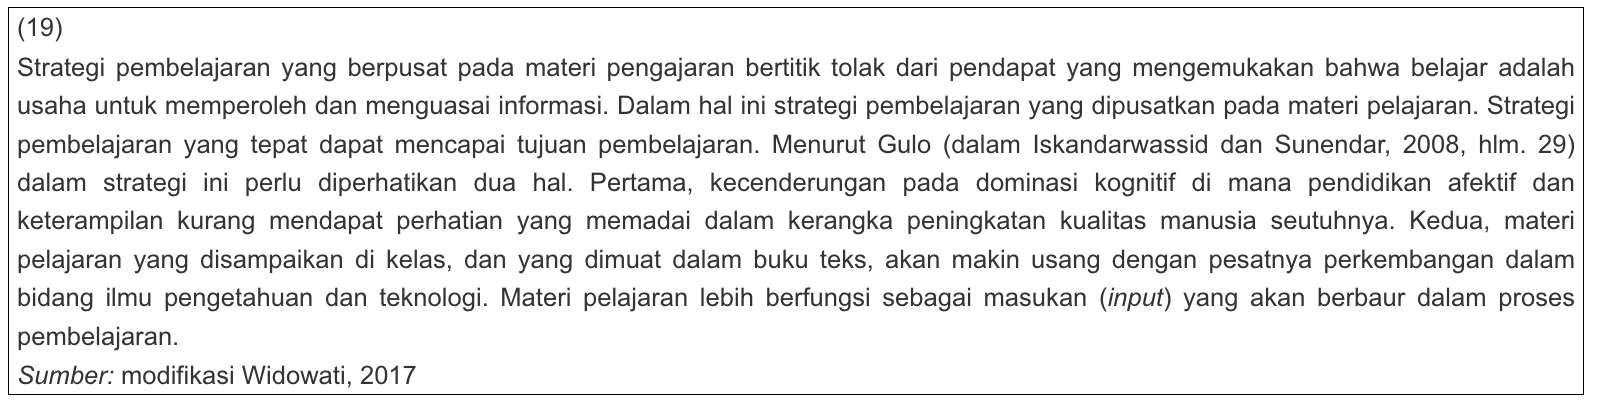 (19)
Strategi pembelajaran yang berpusat pada materi pengajaran bertitik tolak dari pendapat yang mengemukakan bahwa belajar adalah
usaha untuk memperoleh dan menguasai informasi. Dalam hal ini strategi pembelajaran yang dipusatkan pada materi pelajaran. Strategi
pembelajaran yang tepat dapat mencapai tujuan pembelajaran. Menurut Gulo (dalam Iskandarwassid dan Sunendar, 2008, hlm. 29)
dalam strategi ini perlu diperhatikan dua hal. Pertama, kecenderungan pada dominasi kognitif di mana pendidikan afektif dan
keterampilan kurang mendapat perhatian yang memadai dalam kerangka peningkatan kualitas manusia seutuhnya. Kedua, materi
pelajaran yang disampaikan di kelas, dan yang dimuat dalam buku teks, akan makin usang dengan pesatnya perkembangan dalam
bidang ilmu pengetahuan dan teknologi. Materi pelajaran lebih berfungsi sebagai masukan (input) yang akan berbaur dalam proses
pembelajaran.
Sumber: modifikasi Widowati, 2017